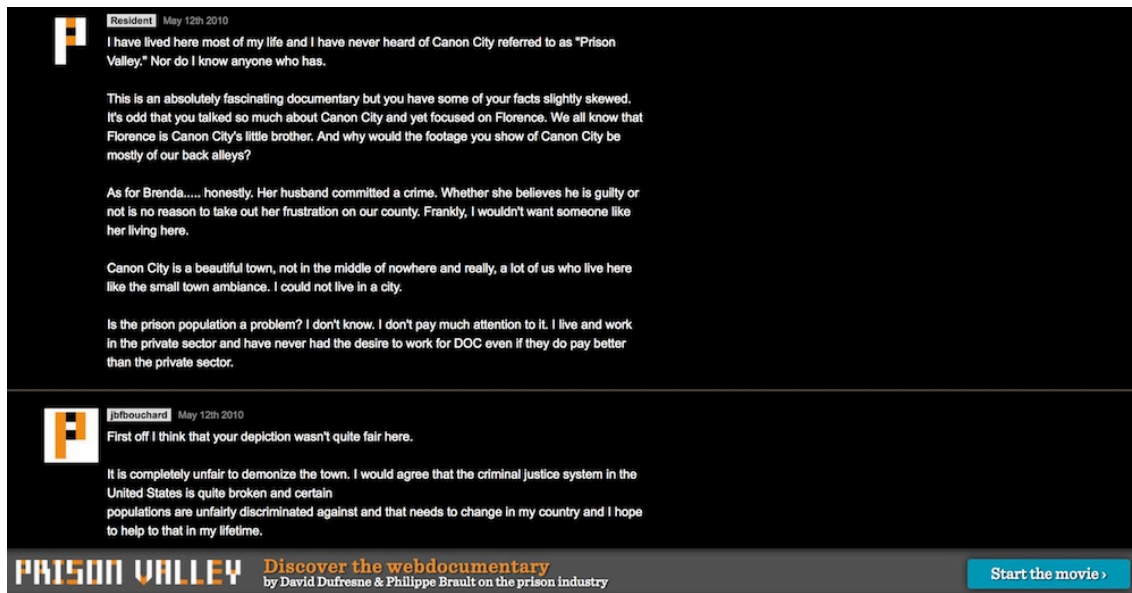 Resident May 12th 2010
I have lived here most of my life and I have never heard of Canon City referred to as "Prison
Valley." Nor do I know anyone who has.
This is an absolutely fascinating documentary but you have some of your facts slightly skewed.
It's odd that you talked so much about Canon City and yet focused on Florence. We all know that
Florence is Canon City's little brother. And why would the footage you show of Canon City be
mostly of our back alleys?
As for Brenda..... honestly. Her husband committed a crime. Whether she believes he is guilty or
not is no reason to take out her frustration on our county. Frankly, I wouldn't want someone like
her living here.
Canon City is a beautiful town, not in the middle of nowhere and really, a lot of us who live here
like the small town ambiance. I could not live in a city.
Is the prison population a problem? I don't know. I don't pay much attention to it. I live and work
in the private sector and have never had the desire to work for DOC even if they do pay better
than the private sector.
jbfbouchard May 12th 2010
First off I think that your depiction wasn't quite fair here.
It is completely unfair to demonize the town. I would agree that the criminal justice system in the
United States is quite broken and certain
populations are unfairly discriminated against and that needs to change in my country and I hope
to help to that in my lifetime.
PRISON VALLEY
Discover the webdocumentary
by David Dufresne & Philippe Brault on the prison industry
Start the movie ›